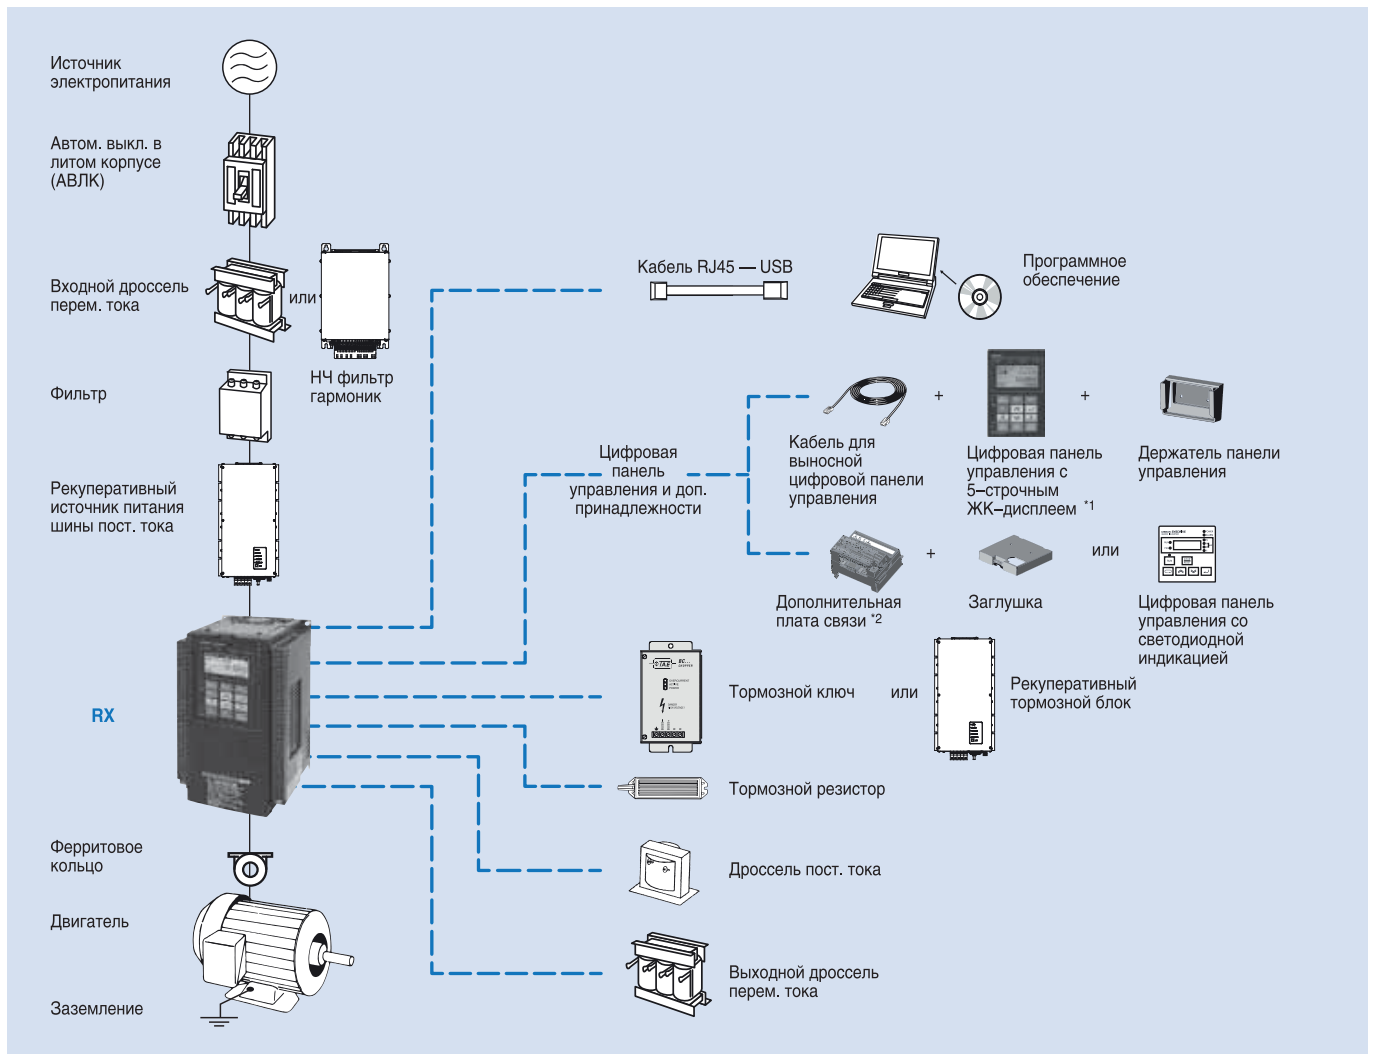 Источник
электропитания
Автом. выкл. в
литом корпусе
(АВЛК)
Входной дроссель
перем. тока
или
НЧ фильтр
гармоник
Фильтр
Рекуперативный
источник питания
шины пост. тока
RX
Ферритовое
кольцо
Двигатель
Заземление
Кабель RJ45 — USB
Программное
обеспечение
Цифровая
панель
управления и доп.
принадлежности
+
+
Кабель для
выносной
цифровой панели
управления
Цифровая панель
управления с
5–строчным
ЖК–дисплеем *1
Держатель панели
управления
+
или
Дополнительная
плата связи *2
Заглушка
Цифровая панель
управления со
светодиодной
индикацией
Тормозной ключ
или
Рекуперативный
тормозной блок
Тормозной резистор
Дроссель пост. тока
Выходной дроссель
перем. тока